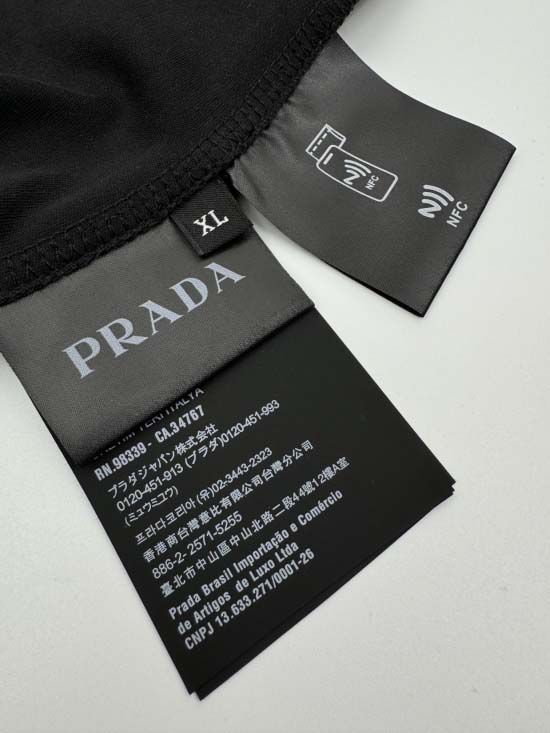 NFC
NFC
XL
PRADA
RN.98339 - CA.34767
プラダジャパン株式会社
0120-451-913 (プラダ)0120-451-993
(ミュウミュウ)
프라다코리아 (유)02-3443-2323
香港商台灣意比有限公司台灣分公司
886-2- 2571-5255
臺北市中山區中山北路二段44號12樓A室
Prada Brasil Importação e Comércio
de Artigos de Luxo Ltda
CNPJ 13.633.271/0001-26